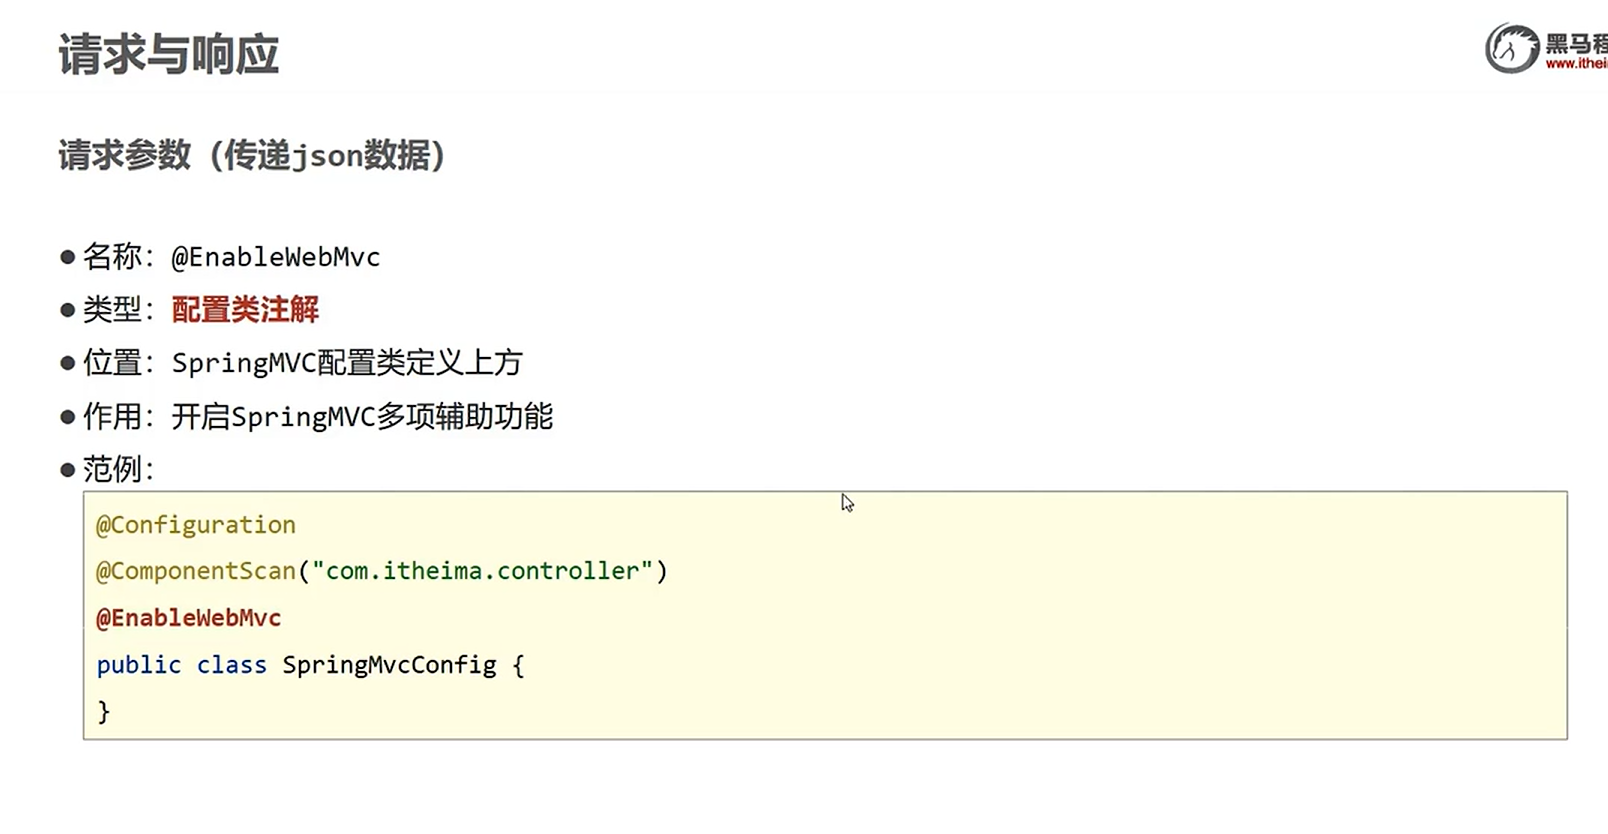 请求与响应
黑马程
www.ithei
请求参数（传递json数据）
● 名称：@EnableWebMvc
● 类型：配置类注解
● 位置：SpringMVC配置类定义上方
● 作用：开启SpringMVC多项辅助功能
● 范例：
@Configuration
@ComponentScan("com.itheima.controller")
@EnableWebMvc
public class SpringMvcConfig {
}